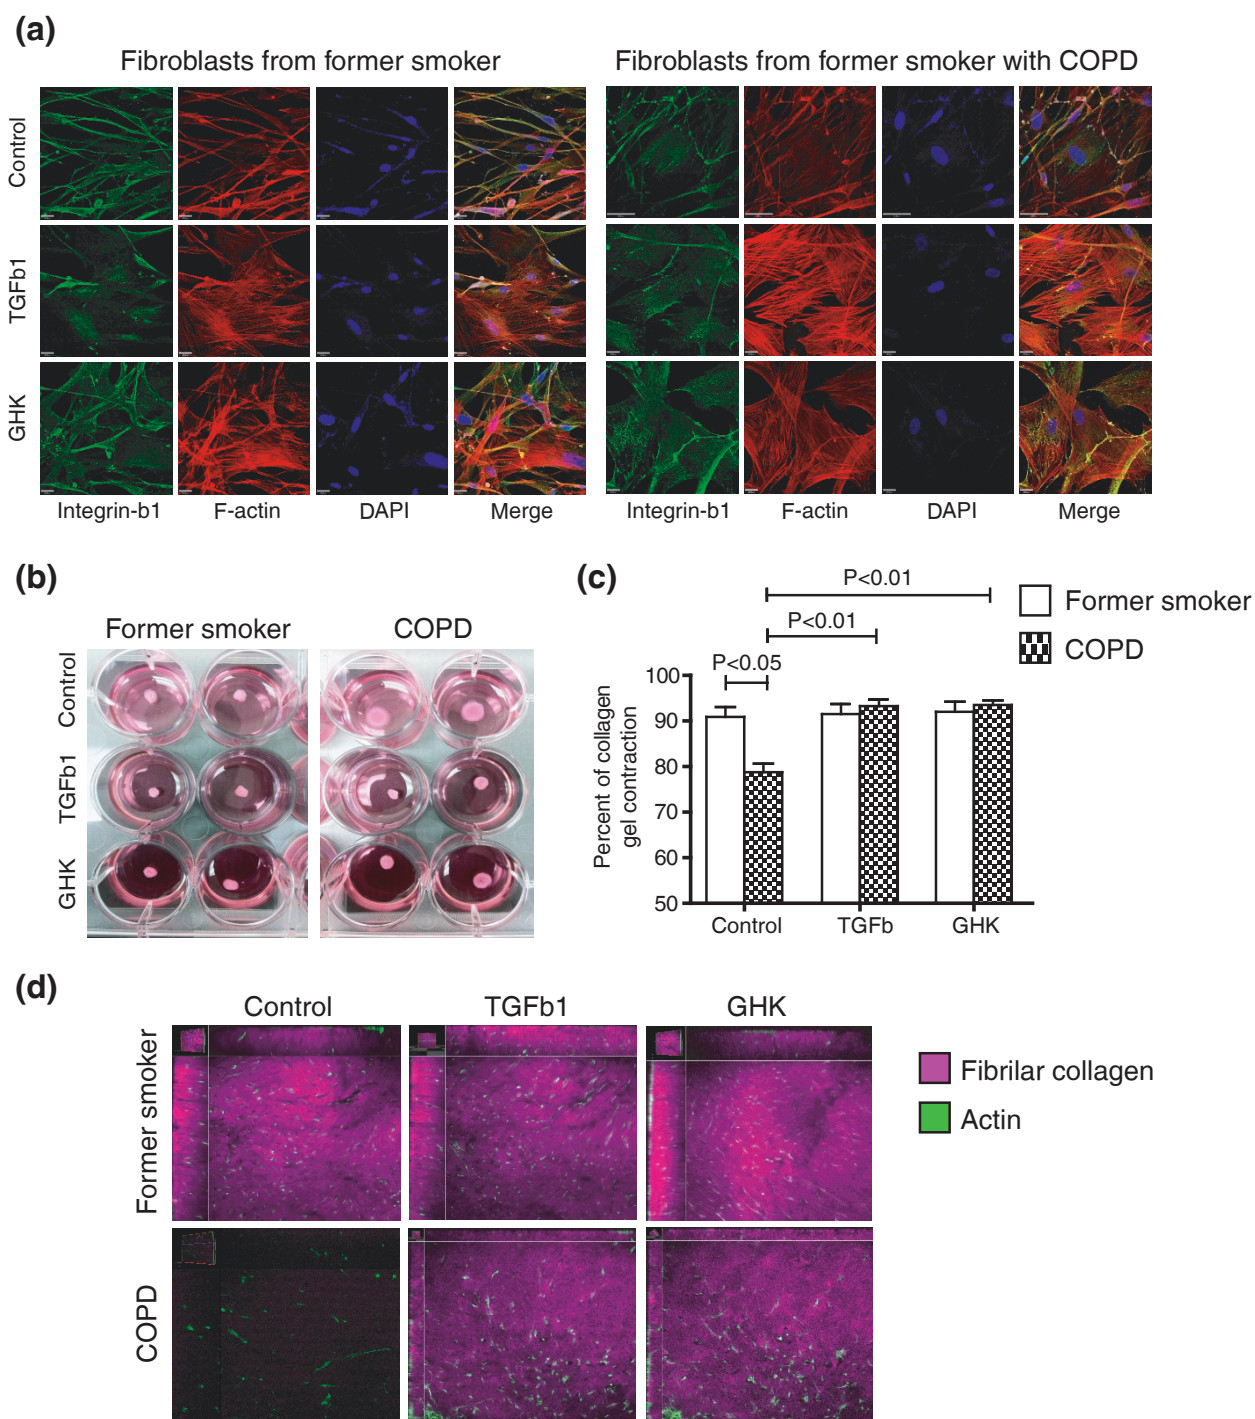 (a)
Fibroblasts from former smoker
Fibroblasts from former smoker with COPD
Control
TGFb1
GHK
Integrin-b1 F-actin DAPI Merge
Integrin-b1 F-actin DAPI Merge
(b)
Former smoker COPD
Control
TGFb1
GHK
(c)
P<0.01
P<0.01
P<0.05
Former smoker
COPD
Percent of collagen
gel contraction
100
90
80
70
60
50
Control TGFb GHK
(d)
Control TGFb1 GHK
Former smoker
COPD
Fibrilar collagen
Actin